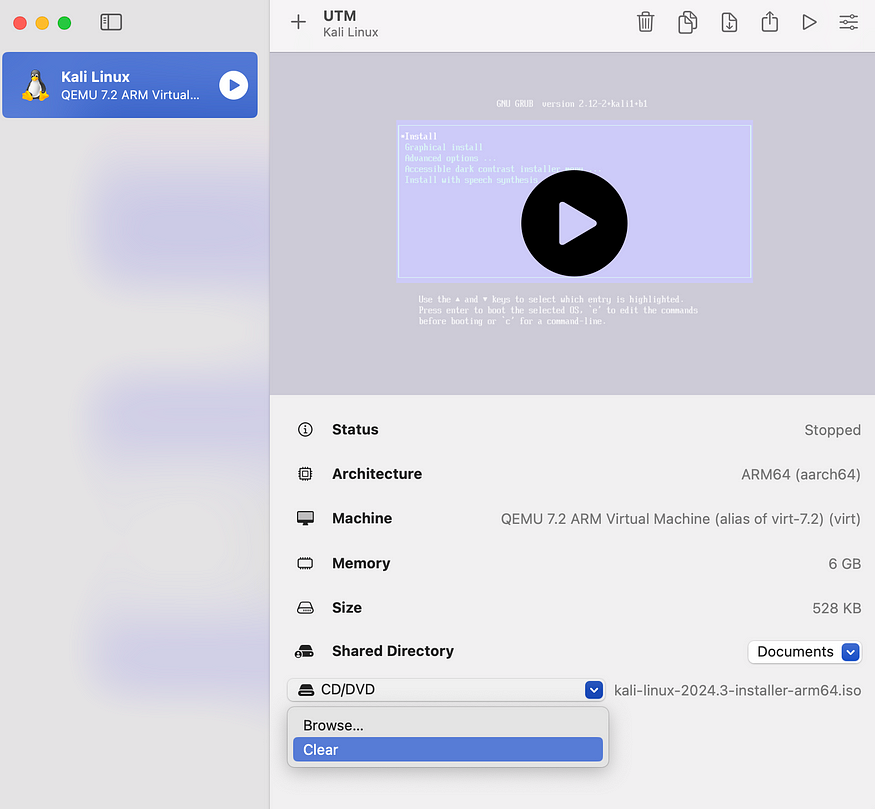 UTM
Kali Linux
Kali Linux
QEMU 7.2 ARM Virtual...
GNU GRUB  version 2.12-2+kali1+b1
*Install
Graphical install
Advanced options ...
Accessible dark contrast installer menu ...
Install with speech synthesis
Use the ▲ and ▼ keys to select which entry is highlighted.
Press enter to boot the selected OS, `e' to edit the commands
before booting or `c' for a command-line.
Status Stopped
Architecture ARM64 (aarch64)
Machine QEMU 7.2 ARM Virtual Machine (alias of virt-7.2) (virt)
Memory 6 GB
Size 528 KB
Shared Directory Documents
CD/DVD kali-linux-2024.3-installer-arm64.iso
Browse...
Clear